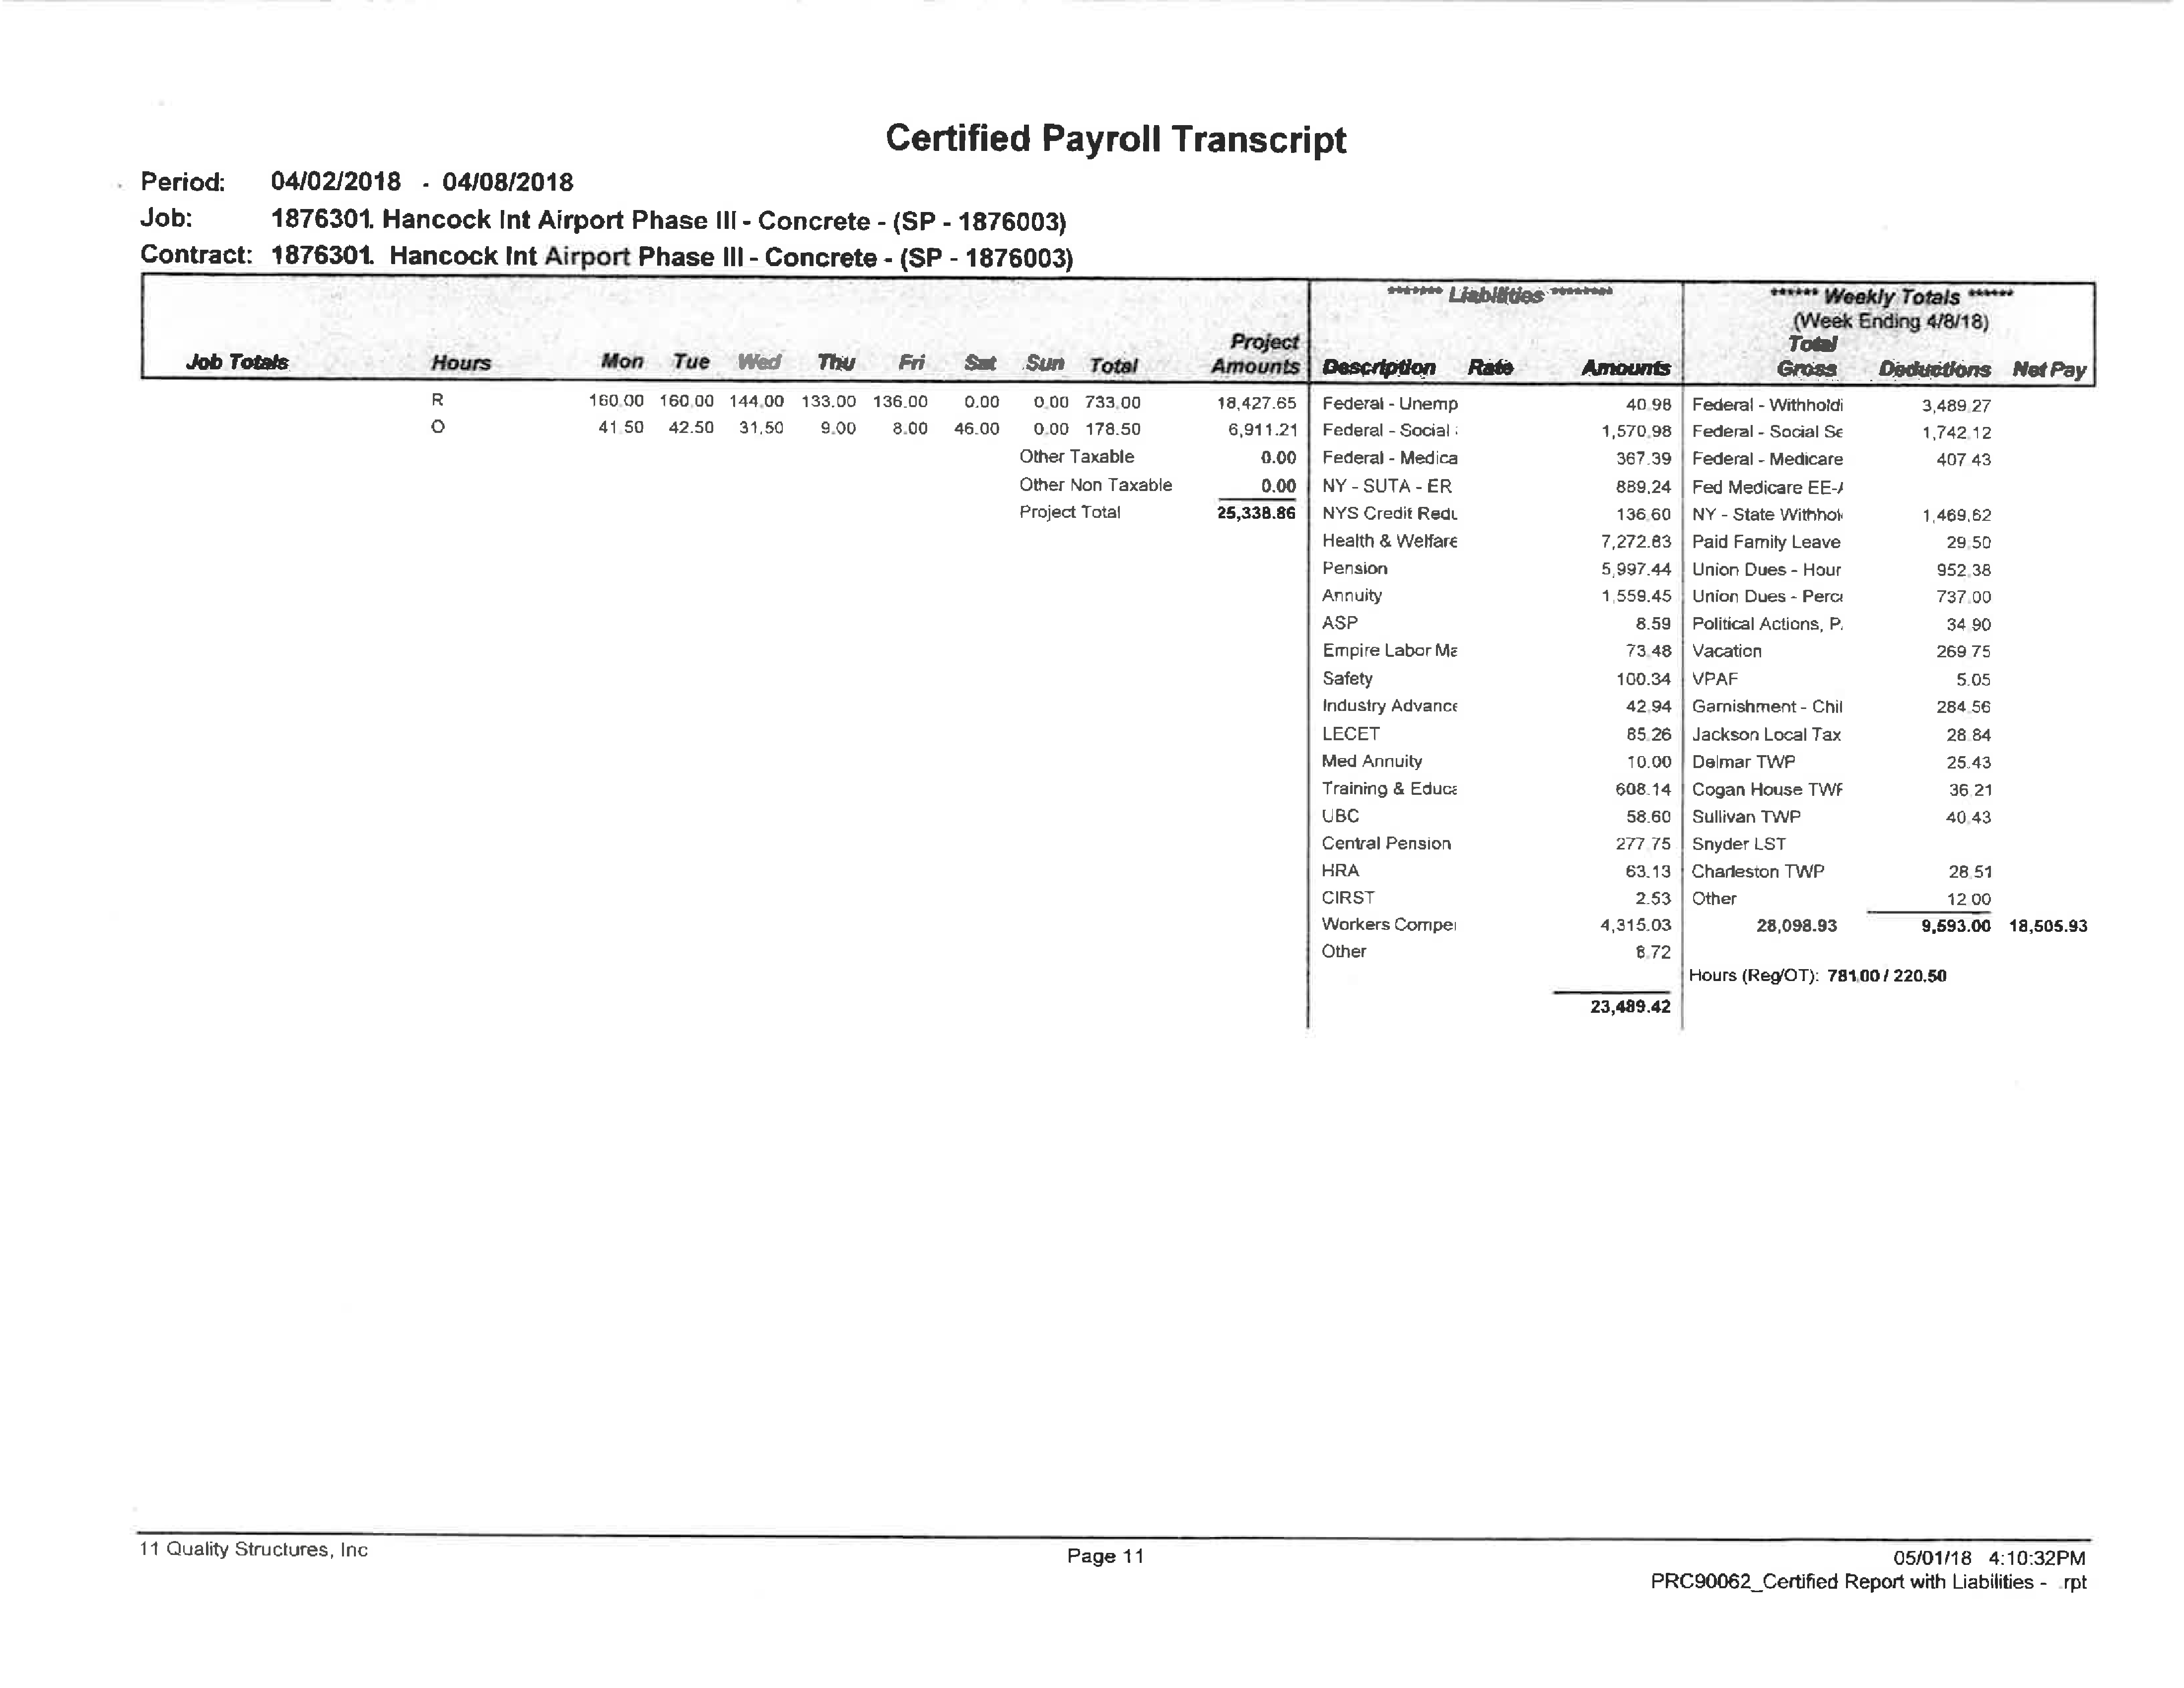 Certified Payroll Transcript
Period: 04/02/2018 - 04/08/2018
Job: 1876301. Hancock Int Airport Phase III - Concrete - (SP - 1876003)
Contract: 1876301. Hancock Int Airport Phase III - Concrete - (SP - 1876003)
******* Liabilities ******** ****** Weekly Totals ******
(Week Ending 4/8/18)
Project Total
Job Totals Hours Mon Tue Wed Thu Fri Sat Sun Total Amounts Description Rate Amounts Gross Deductions Net Pay
R 160.00 160.00 144.00 133.00 136.00 0.00 0.00 733.00 18,427.65 Federal - Unemp 40.98 Federal - Withholdi 3,489.27
O 41.50 42.50 31.50 9.00 8.00 46.00 0.00 178.50 6,911.21 Federal - Social 1,570.98 Federal - Social Se 1,742.12
Other Taxable 0.00 Federal - Medica 367.39 Federal - Medicare 407.43
Other Non Taxable 0.00 NY - SUTA - ER 889.24 Fed Medicare EE-
Project Total 25,338.86 NYS Credit Redu 136.60 NY - State Withhol 1,469.62
Health & Welfare 7,272.83 Paid Family Leave 29.50
Pension 5,997.44 Union Dues - Hour 952.38
Annuity 1,559.45 Union Dues - Perc 737.00
ASP 8.59 Political Actions, P. 34.90
Empire Labor Ma 73.48 Vacation 269.75
Safety 100.34 VPAF 5.05
Industry Advance 42.94 Garnishment - Chil 284.56
LECET 85.26 Jackson Local Tax 28.84
Med Annuity 10.00 Delmar TWP 25.43
Training & Educa 608.14 Cogan House TWF 36.21
UBC 58.60 Sullivan TWP 40.43
Central Pension 277.75 Snyder LST
HRA 63.13 Charleston TWP 28.51
CIRST 2.53 Other 12.00
Workers Compe 4,315.03 28,098.93 9,593.00 18,505.93
Other 8.72
Hours (Reg/OT): 781.00 / 220.50
23,489.42
11 Quality Structures, Inc Page 11 05/01/18 4:10:32PM
PRC90062_Certified Report with Liabilities - .rpt